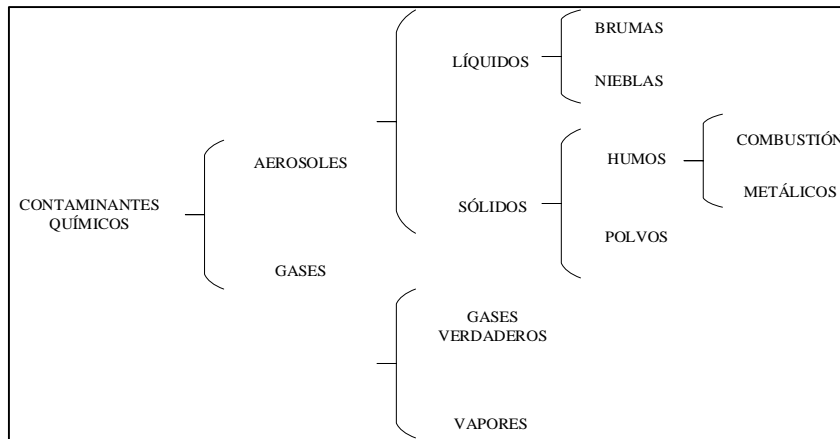 CONTAMINANTES
QUÍMICOS
AEROSOLES
LÍQUIDOS
BRUMAS
NIEBLAS
SÓLIDOS
HUMOS
COMBUSTIÓN
METÁLICOS
POLVOS
GASES
GASES
VERDADEROS
VAPORES